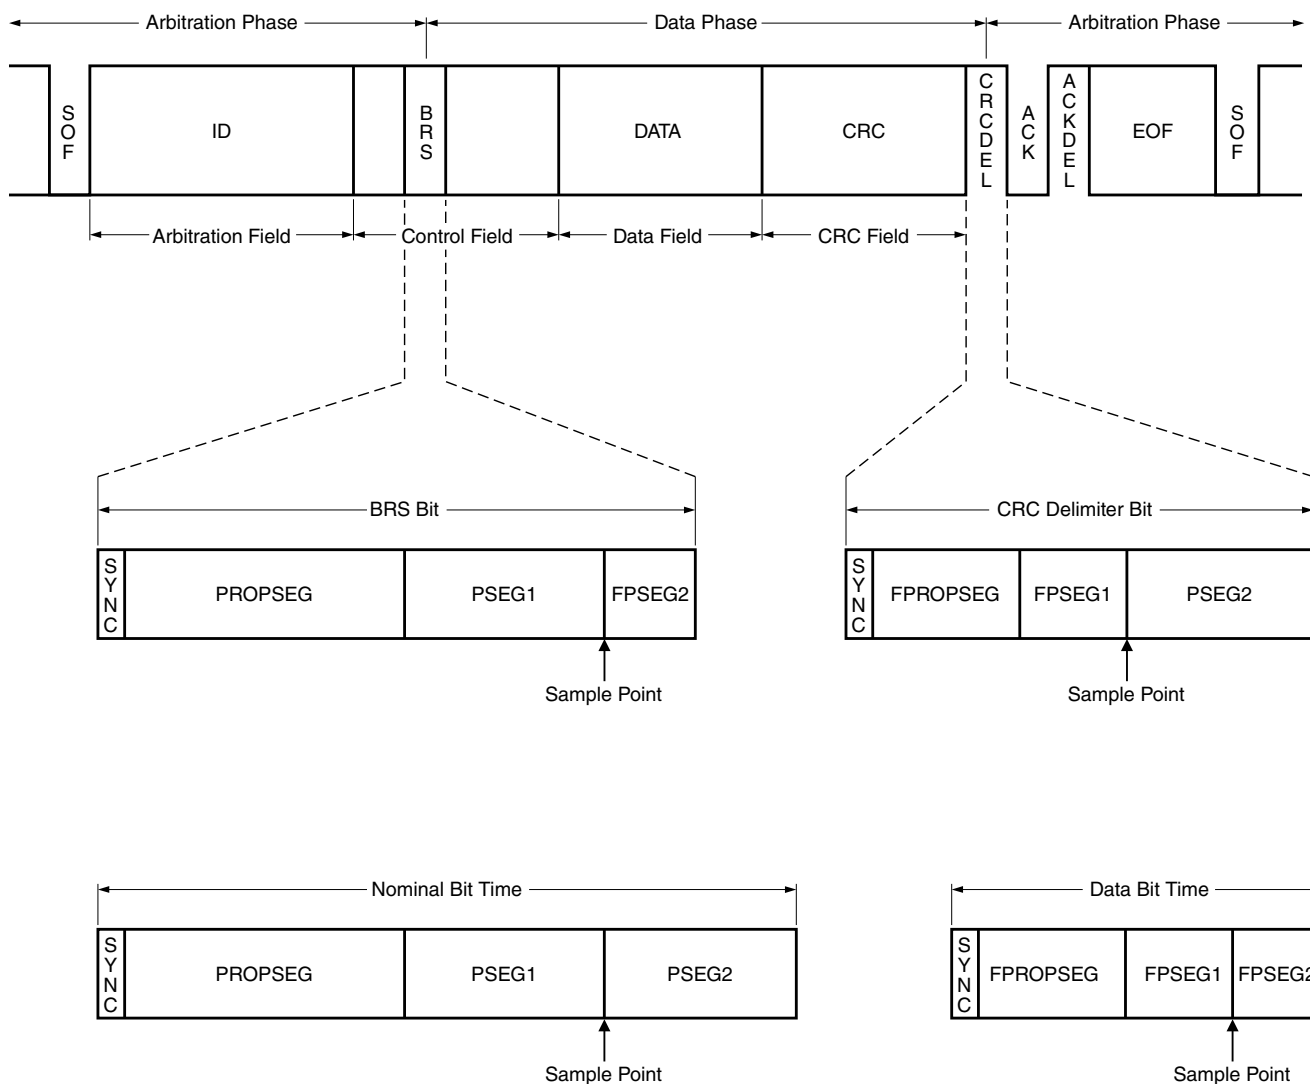 Arbitration Phase
Data Phase
Arbitration Phase
SOF
ID
BRS
DATA
CRC
CRCDEL
ACK
ACKDEL
EOF
SOF
Arbitration Field
Control Field
Data Field
CRC Field
BRS Bit
CRC Delimiter Bit
SYNC
PROPSEG
PSEG1
FPSEG2
SYNC
FPROPSEG
FPSEG1
PSEG2
Sample Point
Sample Point
Nominal Bit Time
Data Bit Time
SYNC
PROPSEG
PSEG1
PSEG2
SYNC
FPROPSEG
FPSEG1
FPSEG2
Sample Point
Sample Point